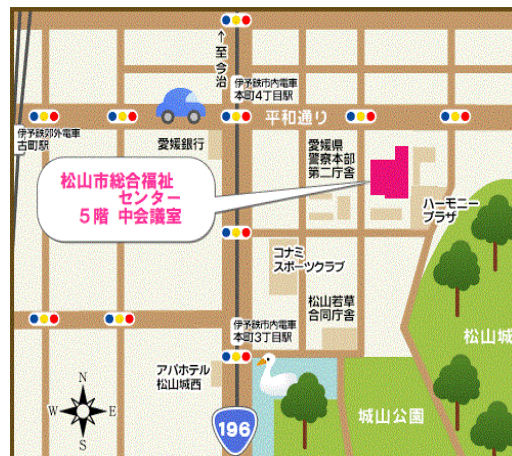 ↑至 今治
伊予鉄市内電車
本町4丁目駅
平和通り
伊予鉄郊外電車
古町駅
愛媛銀行
愛媛県
警察本部
第二庁舎
松山市総合福祉
センター
5階 中会議室
ハーモニー
プラザ
コナミ
スポーツクラブ
松山若草
合同庁舎
伊予鉄市内電車
本町3丁目駅
松山城
アパホテル
松山城西
城山公園
196
N
W
E
S